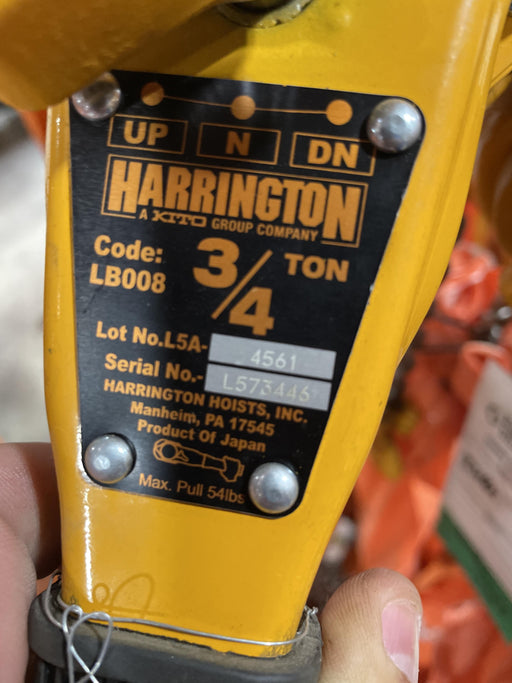 UP N DN
HARRINGTON
A KITO GROUP COMPANY
Code: 3/4 TON
LB008
Lot No.L5A- 4561
Serial No.- L573446
HARRINGTON HOISTS, INC.
Manheim, PA 17545
Product Of Japan
Max. Pull 54lbs